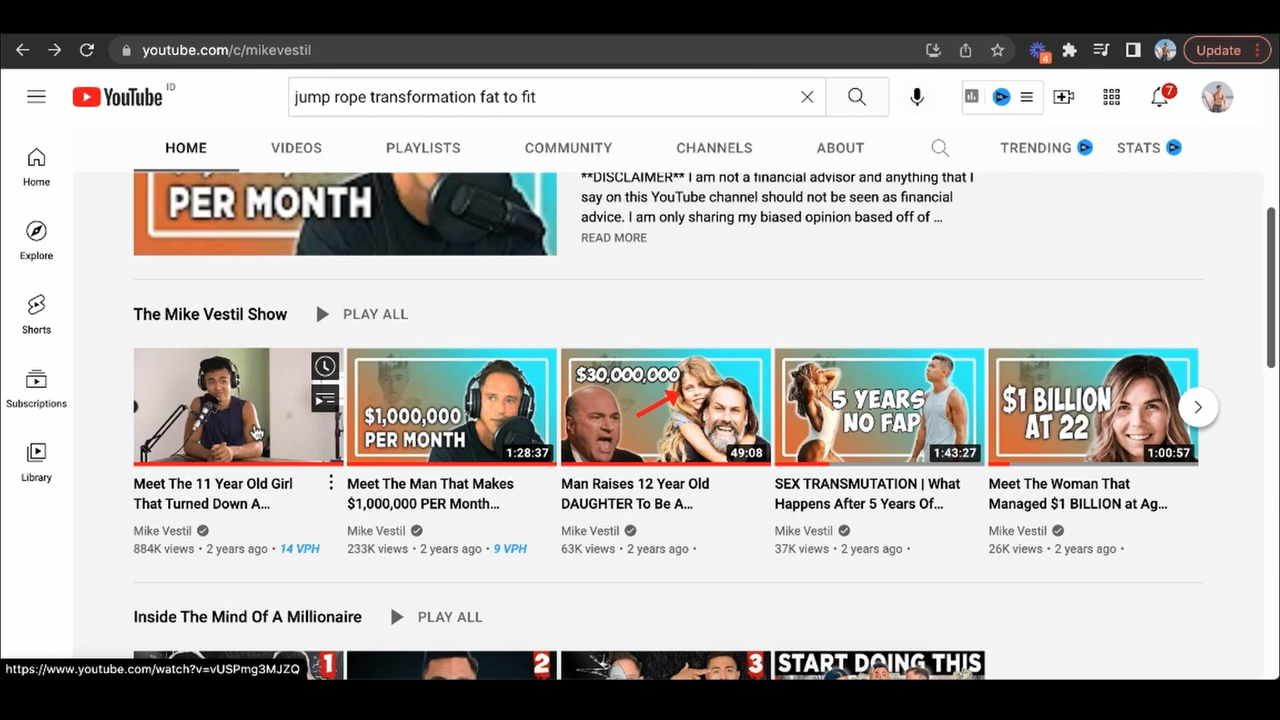 youtube.com/c/mikevestil
4
Update
YouTube ID
jump rope transformation fat to fit
7
HOME VIDEOS PLAYLISTS COMMUNITY CHANNELS ABOUT TRENDING STATS
Home
Explore
Shorts
Subscriptions
Library
PER MONTH
**DISCLAIMER** I am not a financial advisor and anything that I
say on this YouTube channel should not be seen as financial
advice. I am only sharing my biased opinion based off of ...
READ MORE
The Mike Vestil Show PLAY ALL
$1,000,000
PER MONTH
1:28:37
$30,000,000
49:08
5 YEARS
NO FAP
1:43:27
$1 BILLION
AT 22
1:00:57
Meet The 11 Year Old Girl
That Turned Down A...
Mike Vestil
884K views • 2 years ago • 14 VPH
Meet The Man That Makes
$1,000,000 PER Month...
Mike Vestil
233K views • 2 years ago • 9 VPH
Man Raises 12 Year Old
DAUGHTER To Be A...
Mike Vestil
63K views • 2 years ago •
SEX TRANSMUTATION | What
Happens After 5 Years Of...
Mike Vestil
37K views • 2 years ago •
Meet The Woman That
Managed $1 BILLION at Ag...
Mike Vestil
26K views • 2 years ago •
Inside The Mind Of A Millionaire PLAY ALL
1
2
3
START DOING THIS
https://www.youtube.com/watch?v=vUSPmg3MJZQ